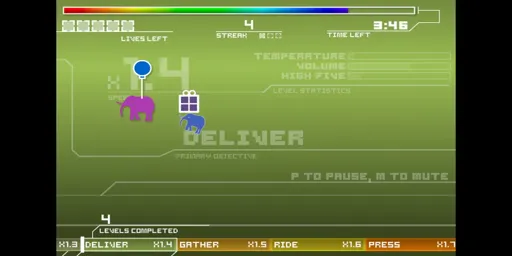 4
3:46
LIVES LEFT
STREAK
TIME LEFT
TEMPERATURE
VOLUME
HIGH FIVE
x1.4
LEVEL STATISTICS
DELIVER
PRIMARY OBJECTIVE
P TO PAUSE, M TO MUTE
4
LEVELS COMPLETED
x1.3 DELIVER x1.4 GATHER x1.5 RIDE x1.6 PRESS x1.7